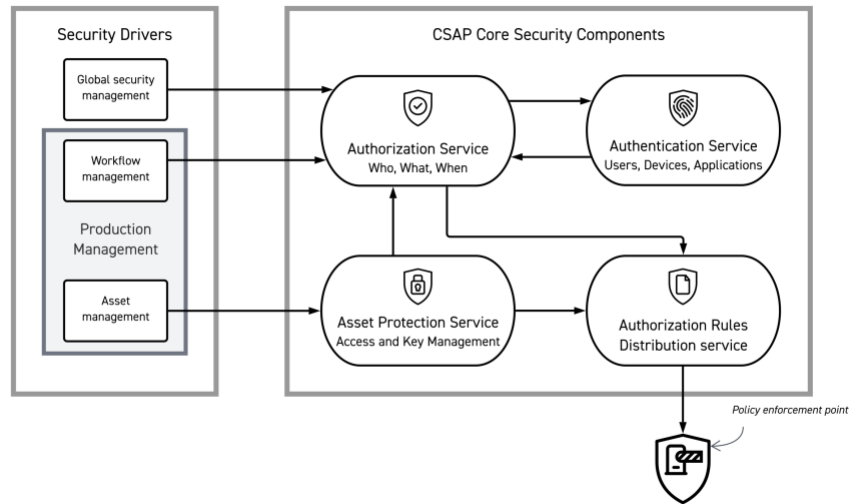 Security Drivers
CSAP Core Security Components
Global security
management
Workflow
management
Production
Management
Asset
management
Authorization Service
Who, What, When
Authentication Service
Users, Devices, Applications
Asset Protection Service
Access and Key Management
Authorization Rules
Distribution service
Policy enforcement point